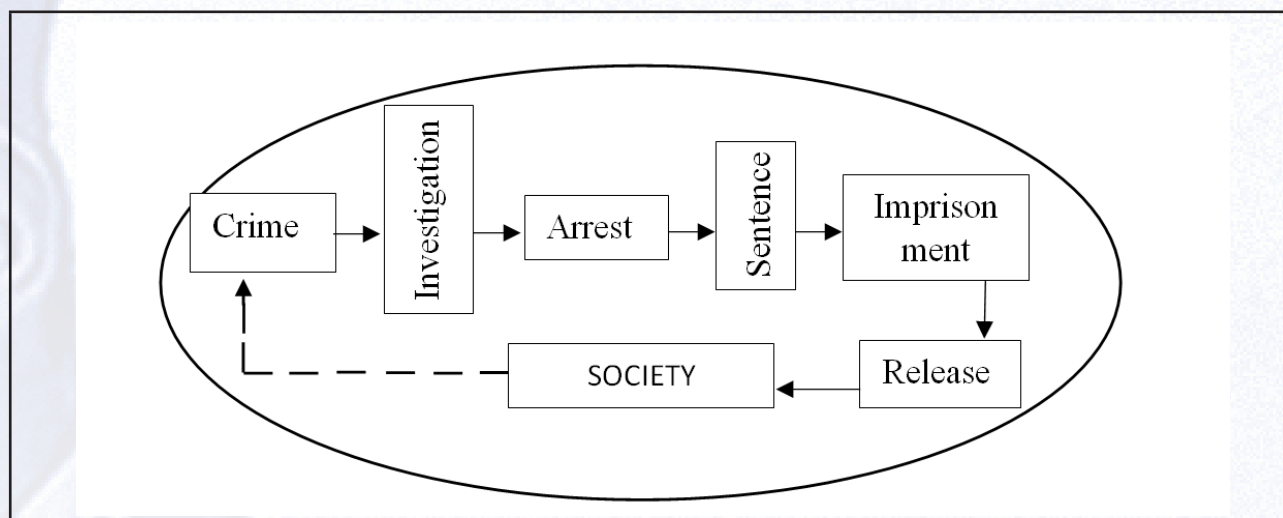 Crime
Investigation
Arrest
Sentence
Imprison
ment
Release
SOCIETY